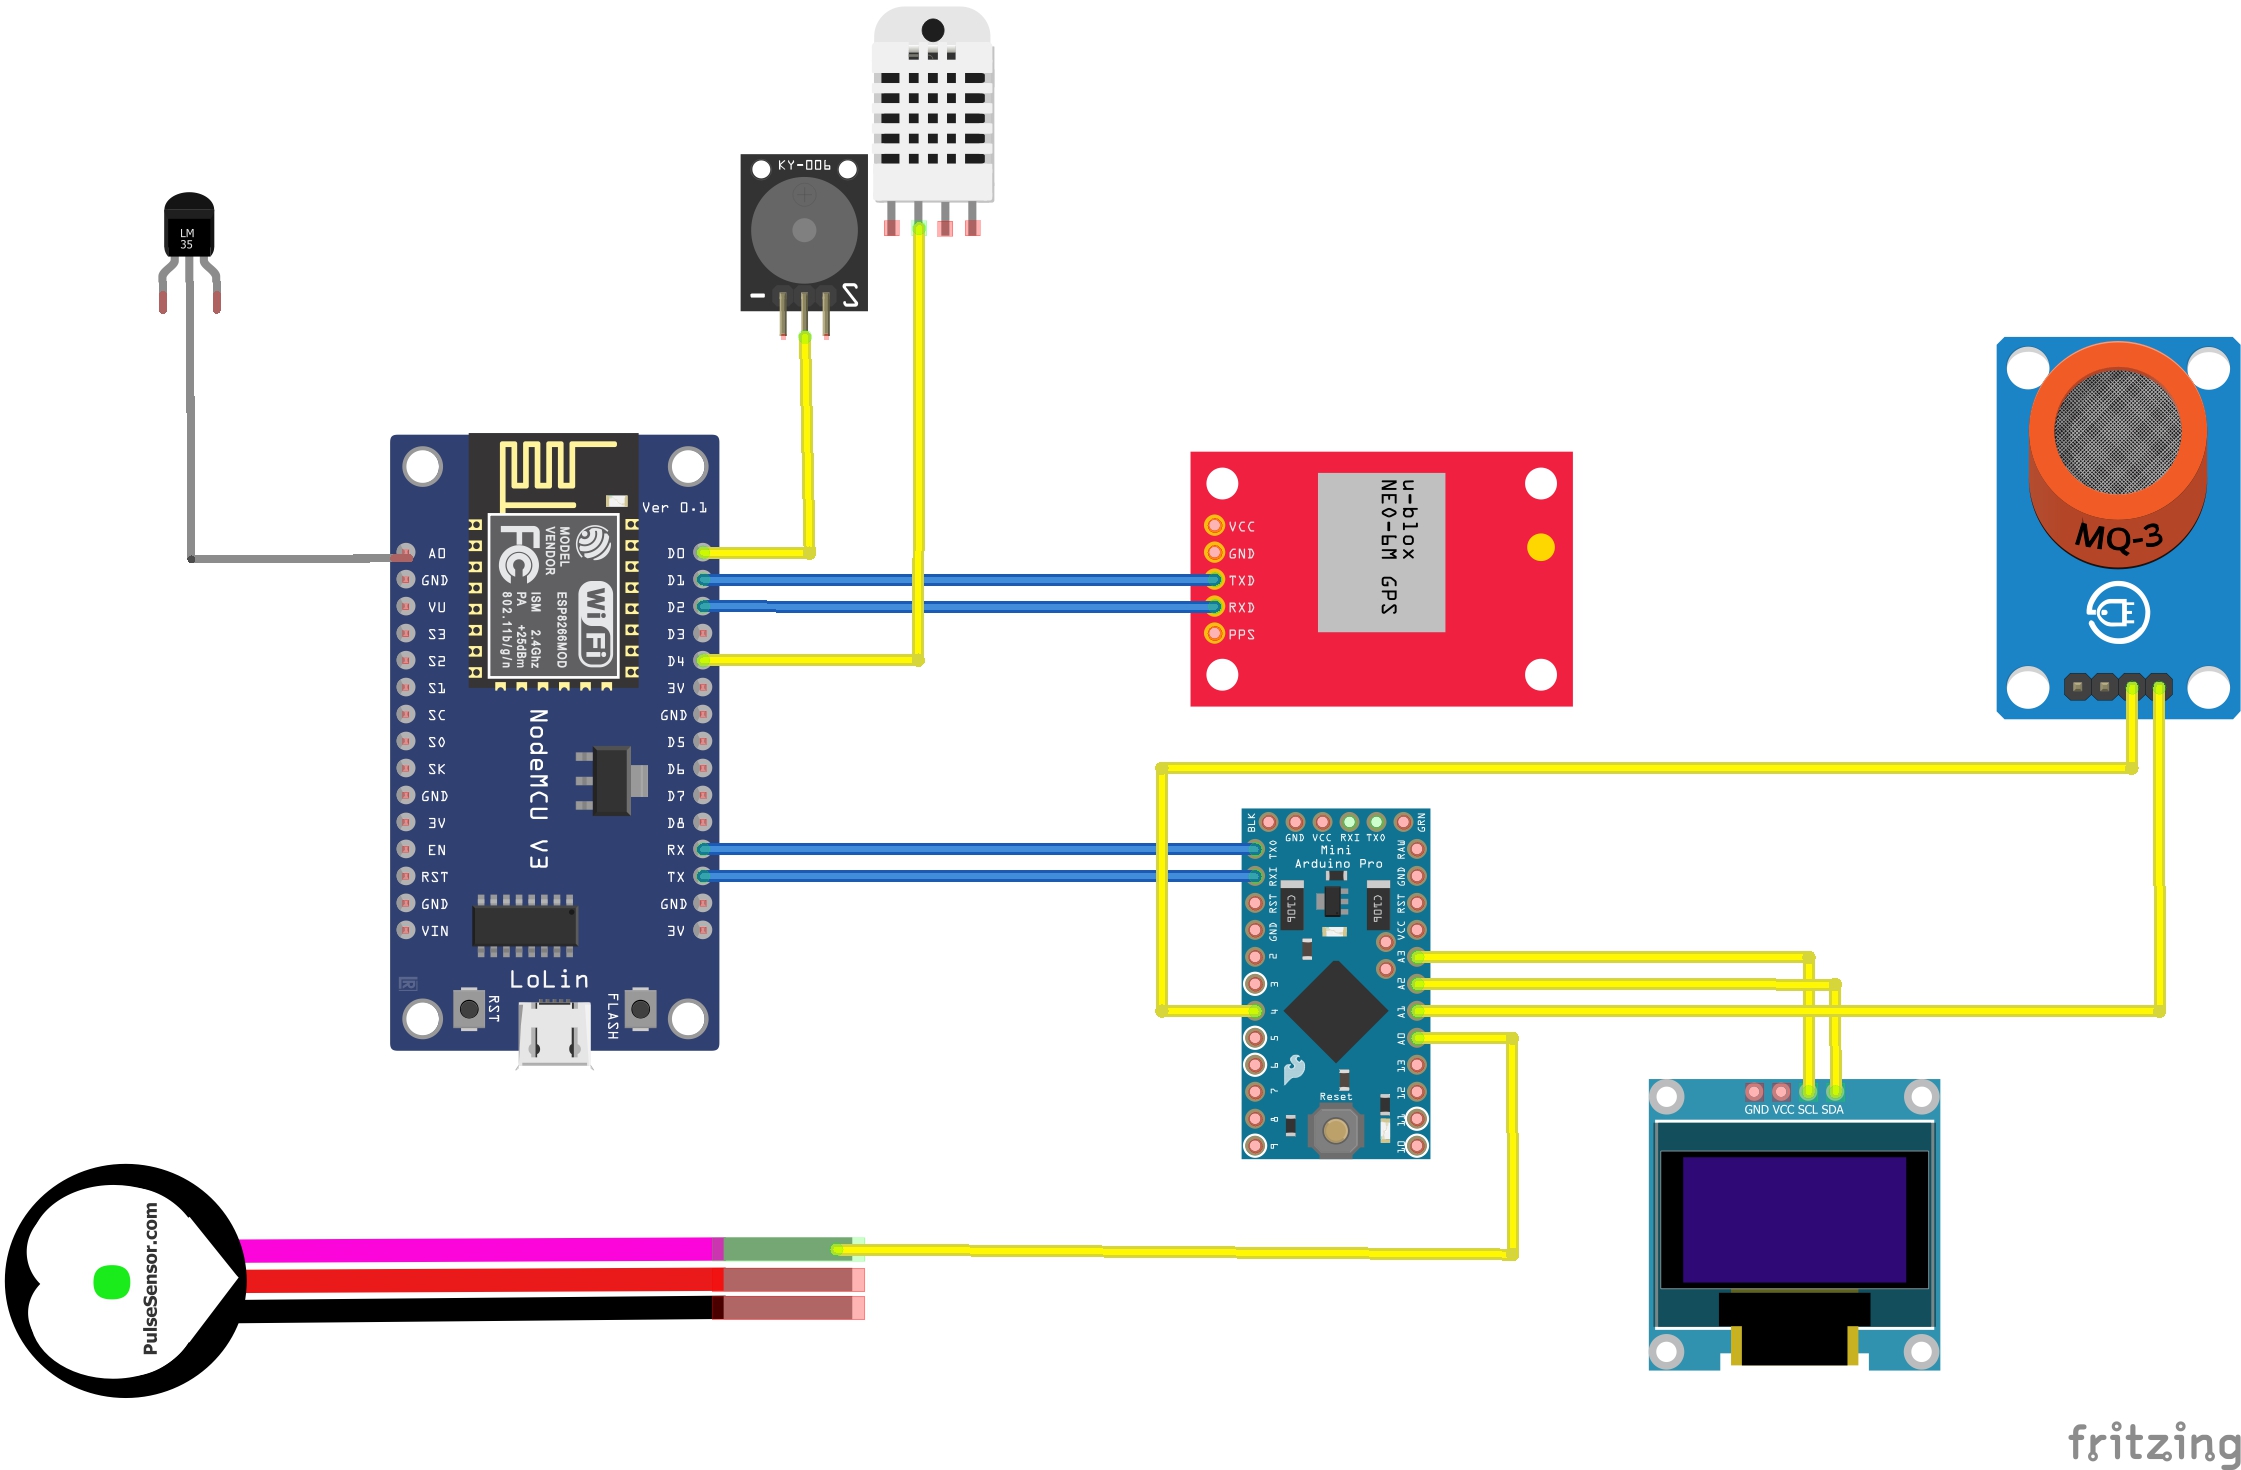 KY-006
- S
LM
35
Ver 0.1
MODEL
VENDOR
ISM 2.4Ghz
PA +25dBm
802.11b/g/n
FC
ESP8266MOD
WiFi
A0
GND
VU
S3
S2
S1
SC
S0
SK
GND
3V
EN
RST
GND
VIN
D0
D1
D2
D3
D4
3V
GND
D5
D6
D7
D8
RX
TX
GND
3V
NodeMCU V3
LoLin
RST
FLASH
VCC
GND
TXD
RXD
PPS
u-blox
NEO-6M GPS
MQ-3
BLK GND VCC RXI TXO GRN
Mini
Arduino Pro
TXO
RXI
RST
GND
2
3
4
5
6
7
8
9
RAW
GND
RST
VCC
A3
A2
A1
A0
13
12
11
10
C106
C106
Reset
GND VCC SCL SDA
PulseSensor.com
fritzing